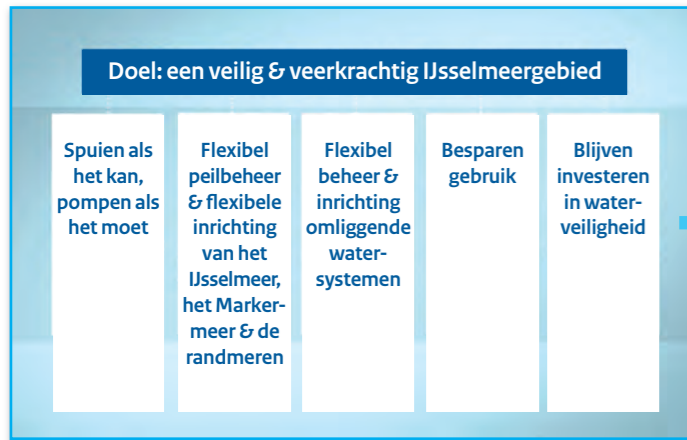 Doel: een veilig & veerkrachtig IJsselmeergebied
Spuien als
het kan,
pompen als
het moet
Flexibel
peilbeheer
& flexibele
inrichting
van het
IJsselmeer,
het Marker-
meer & de
randmeren
Flexibel
beheer &
inrichting
omliggende
water-
systemen
Besparen
gebruik
Blijven
investeren
in water-
veiligheid